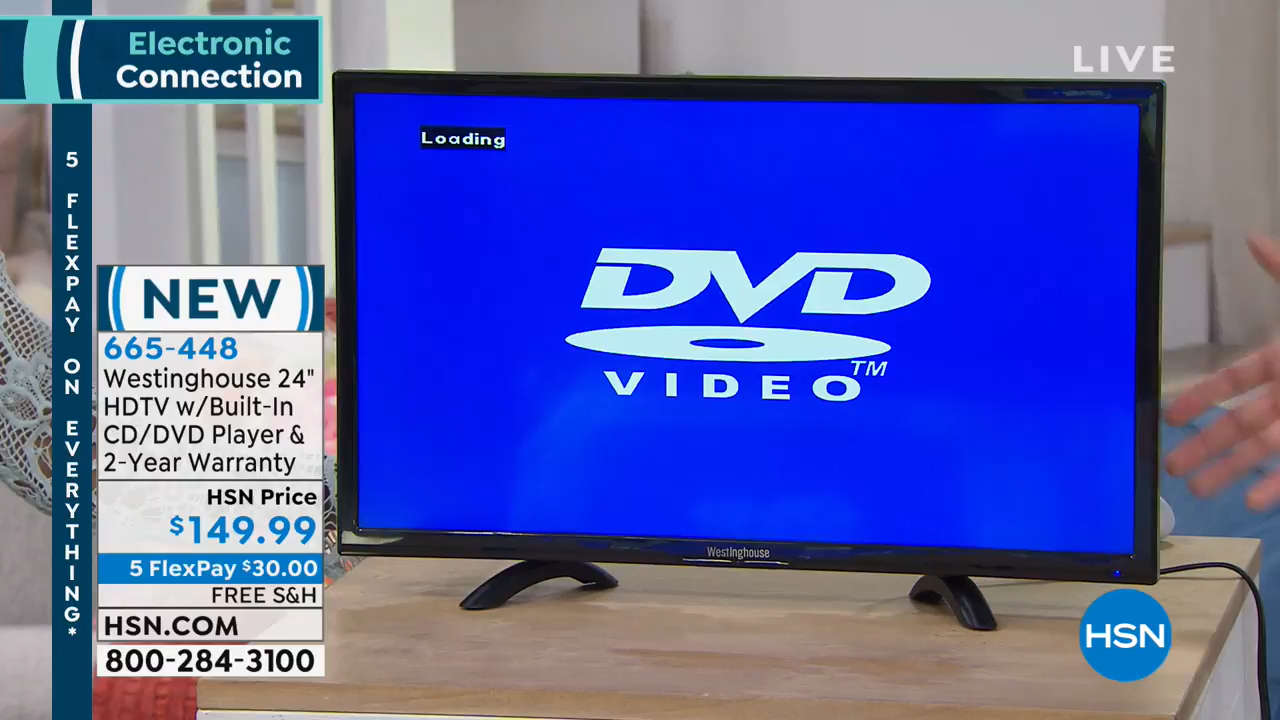 Electronic
Connection
LIVE
5 FLEXPAY ON EVERYTHING*
Loading
DVD
VIDEO
TM
NEW
665-448
Westinghouse 24"
HDTV w/Built-In
CD/DVD Player &
2-Year Warranty
HSN Price
$149.99
5 FlexPay $30.00
FREE S&H
HSN.COM
800-284-3100
Westinghouse
HSN